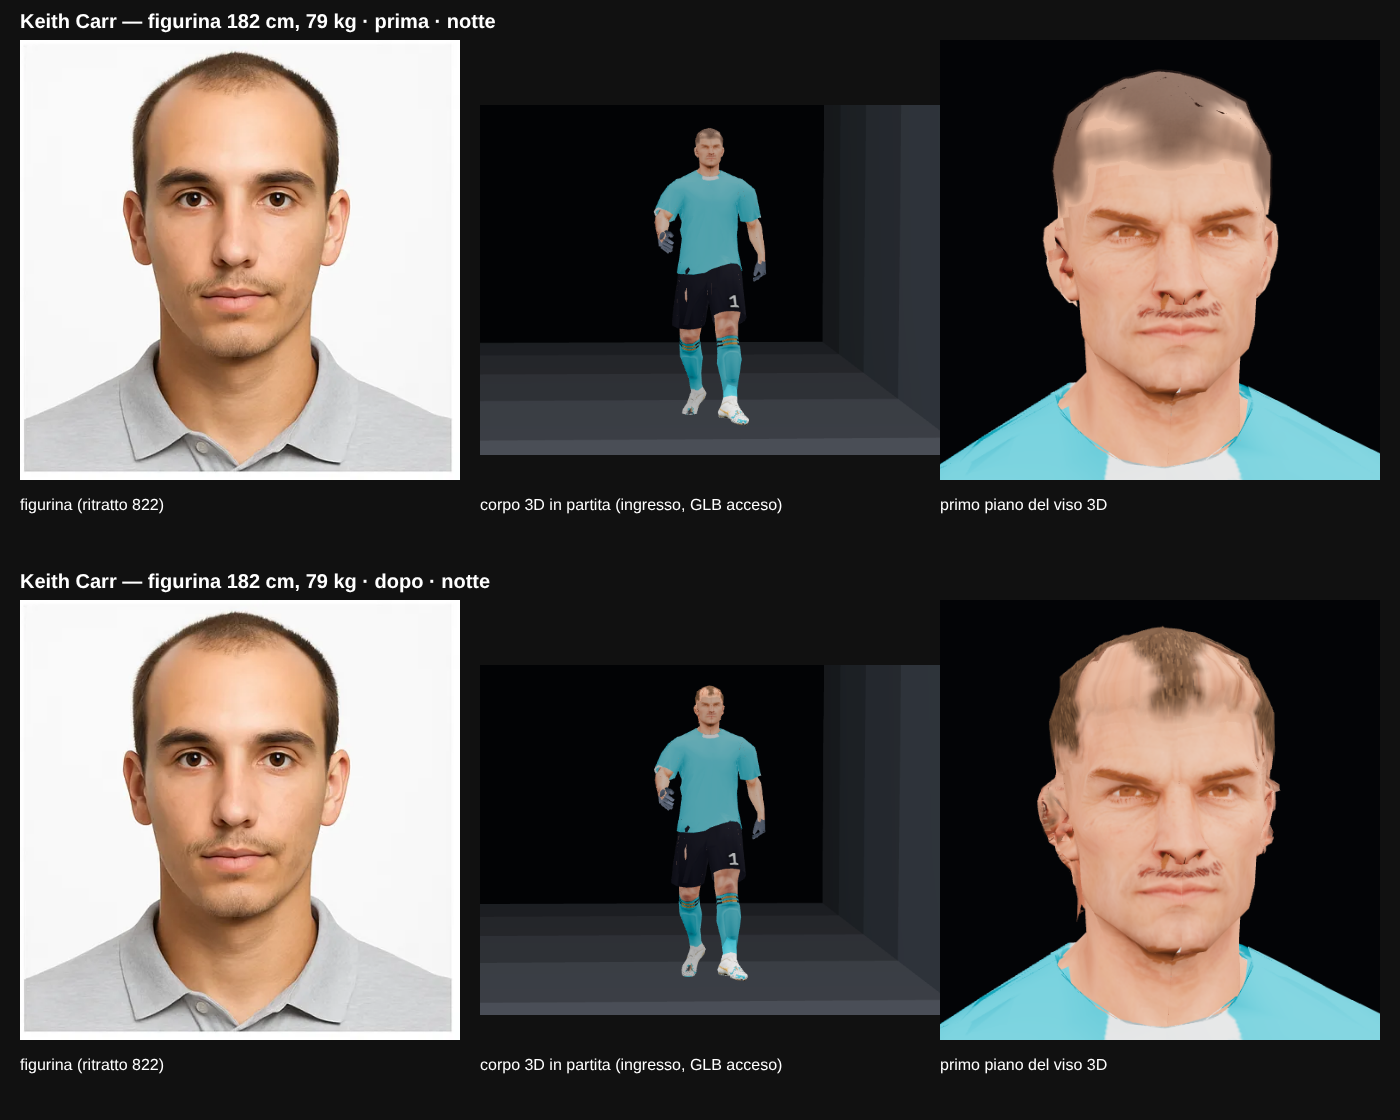 Keith Carr — figurina 182 cm, 79 kg · prima · notte
1
figurina (ritratto 822)
corpo 3D in partita (ingresso, GLB acceso)
primo piano del viso 3D
Keith Carr — figurina 182 cm, 79 kg · dopo · notte
1
figurina (ritratto 822)
corpo 3D in partita (ingresso, GLB acceso)
primo piano del viso 3D